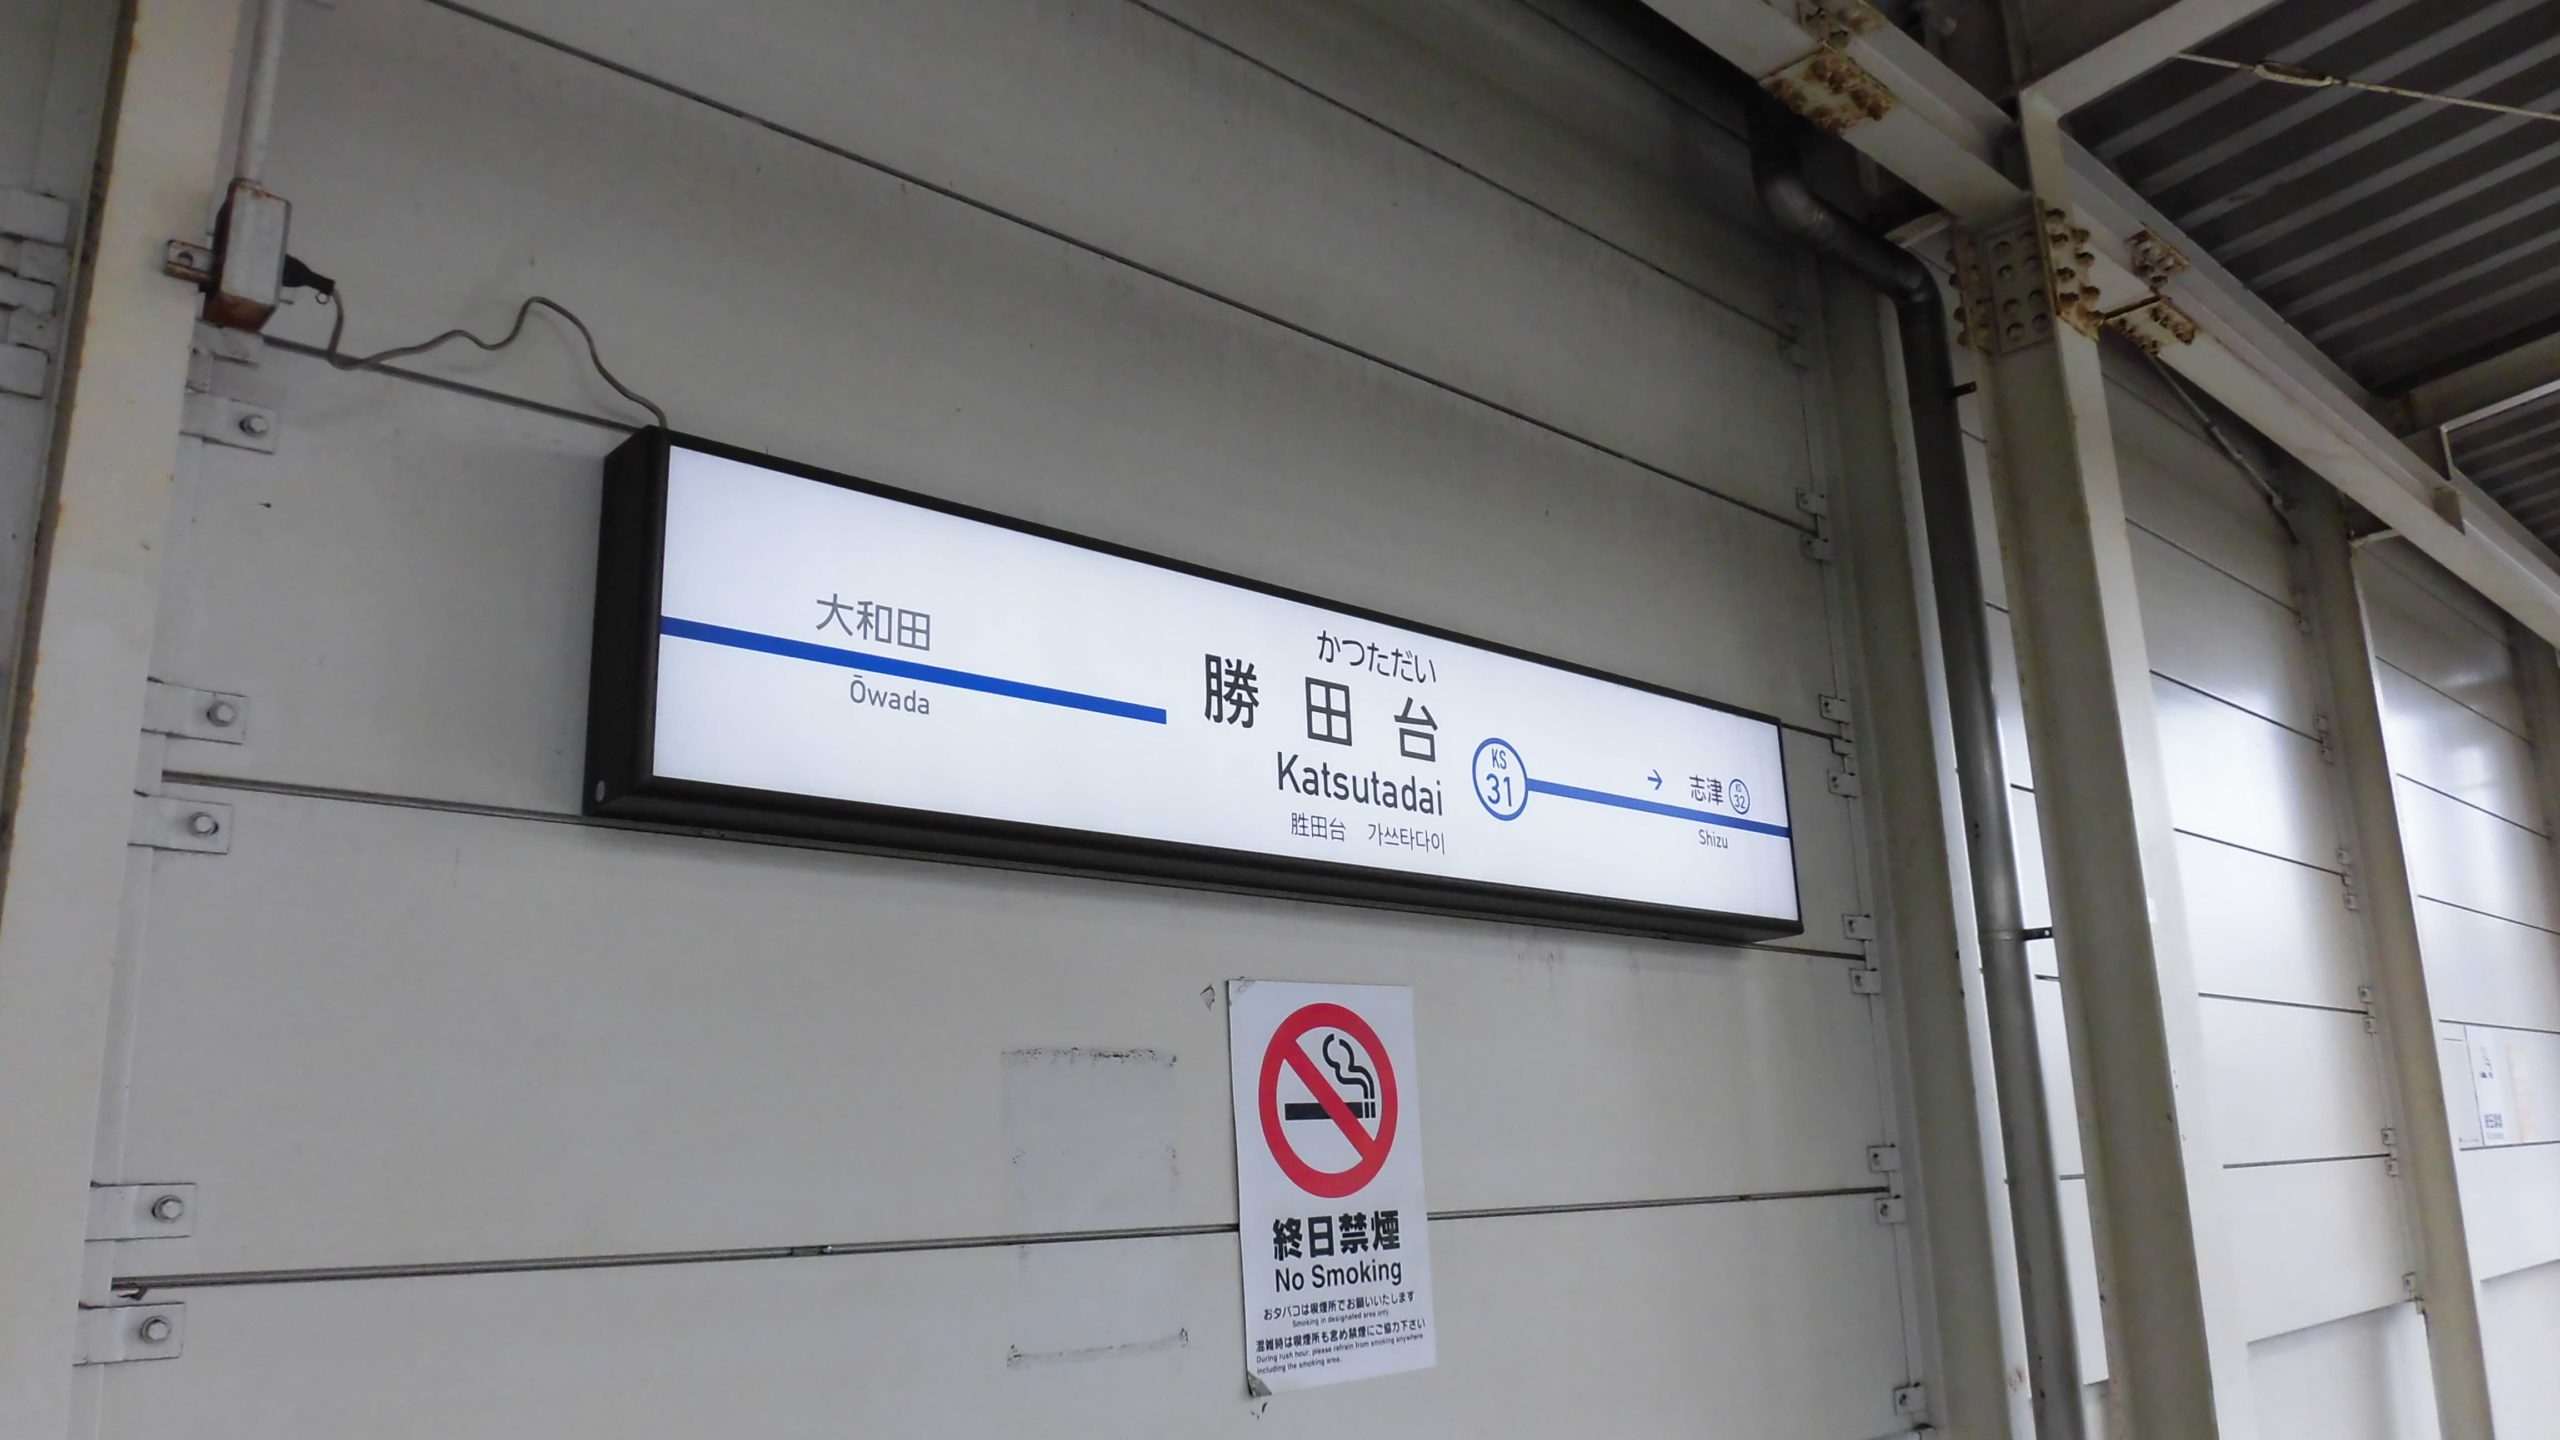 大和田
Ōwada
かつただい
勝田台
Katsutadai
胜田台 가쓰타다이
KS
31
→
志津
KS
32
Shizu
終日禁煙
No Smoking
おタバコは喫煙所でお願いいたします
Smoking in designated area only
混雑時は喫煙所も含め禁煙にご協力下さい
During rush hour, please refrain from smoking anywhere
including the smoking area.